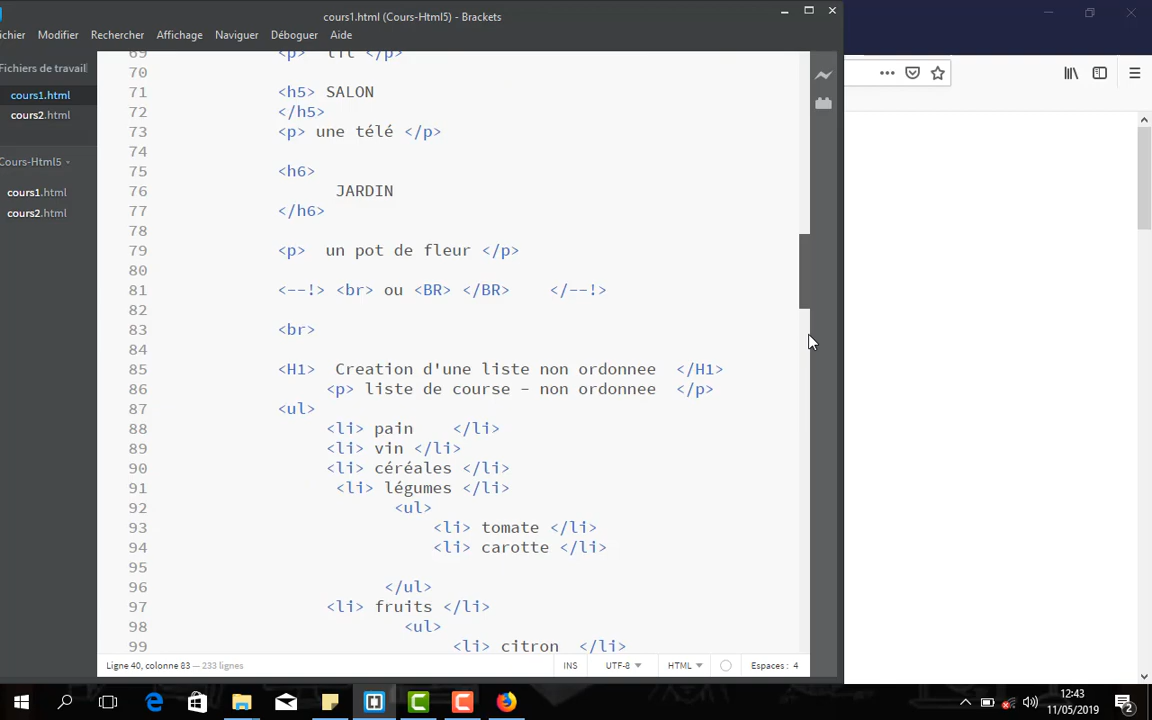 cours1.html (Cours-Html5) - Brackets
ichier Modifier Rechercher Affichage Naviguer Déboguer Aide
Fichiers de travail
cours1.html
cours2.html
Cours-Html5
cours1.html
cours2.html
69 <p> lit </p>
70
71 <h5> SALON
72 </h5>
73 <p> une télé </p>
74
75 <h6>
76 JARDIN
77 </h6>
78
79 <p> un pot de fleur </p>
80
81 <--!> <br> ou <BR> </BR> </--!>
82
83 <br>
84
85 <H1> Creation d'une liste non ordonnee </H1>
86 <p> liste de course - non ordonnee </p>
87 <ul>
88 <li> pain </li>
89 <li> vin </li>
90 <li> céréales </li>
91 <li> légumes </li>
92 <ul>
93 <li> tomate </li>
94 <li> carotte </li>
95
96 </ul>
97 <li> fruits </li>
98 <ul>
99 <li> citron </li>
Ligne 40, colonne 83 — 233 lignes INS UTF-8 HTML Espaces : 4
12:43
11/05/2019
2